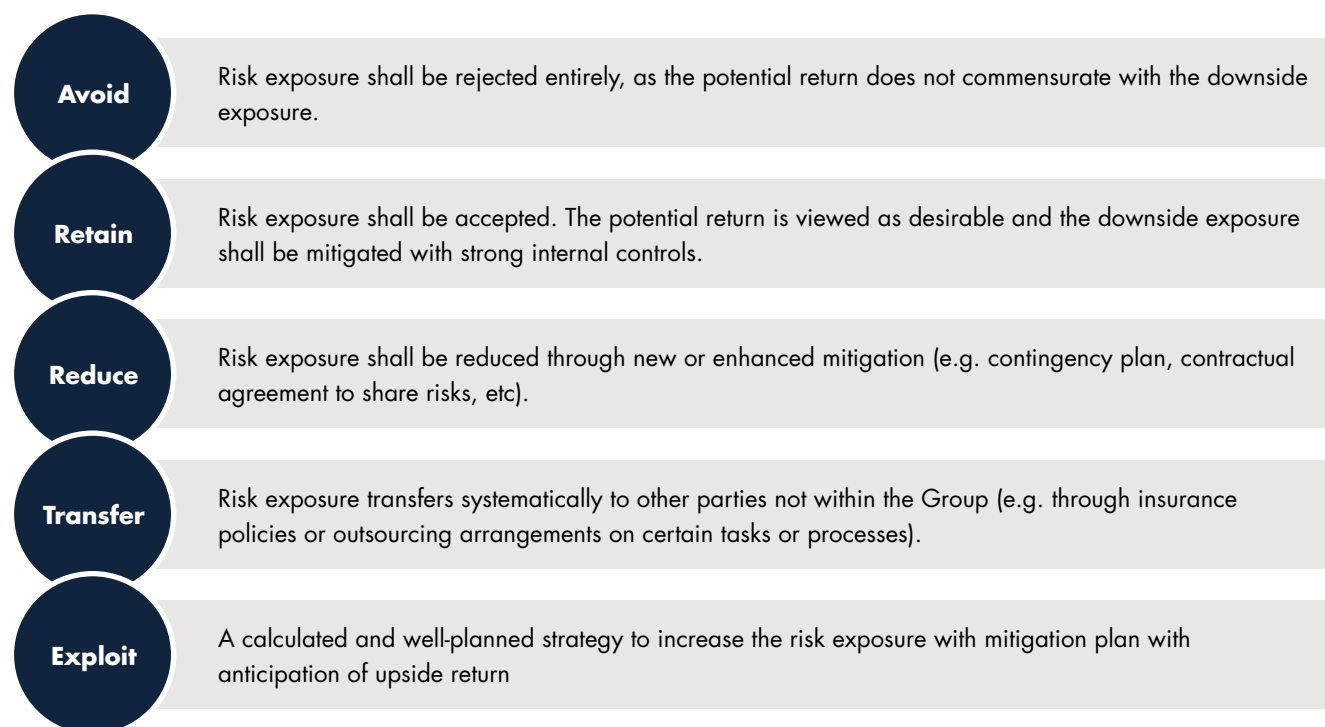 Avoid
Risk exposure shall be rejected entirely, as the potential return does not commensurate with the downside
exposure.
Retain
Risk exposure shall be accepted. The potential return is viewed as desirable and the downside exposure
shall be mitigated with strong internal controls.
Reduce
Risk exposure shall be reduced through new or enhanced mitigation (e.g. contingency plan, contractual
agreement to share risks, etc).
Transfer
Risk exposure transfers systematically to other parties not within the Group (e.g. through insurance
policies or outsourcing arrangements on certain tasks or processes).
Exploit
A calculated and well-planned strategy to increase the risk exposure with mitigation plan with
anticipation of upside return